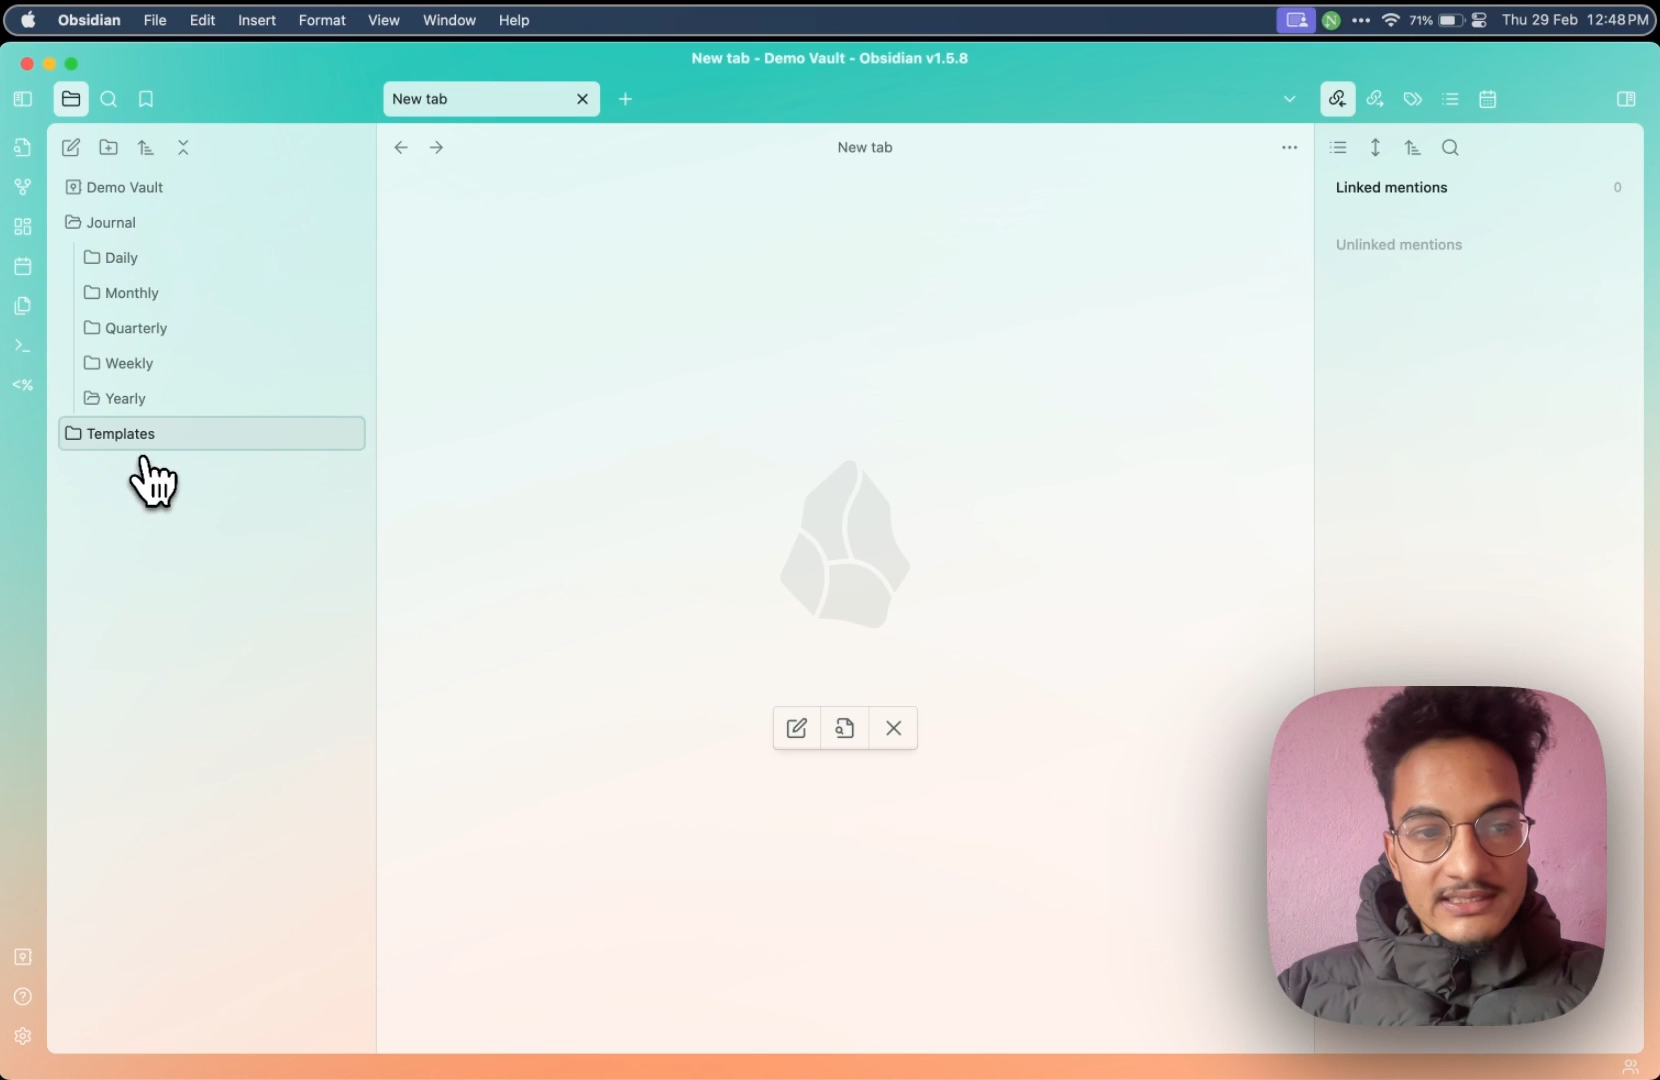 Obsidian File Edit Insert Format View Window Help 71% Thu 29 Feb 12:48 PM
New tab - Demo Vault - Obsidian v1.5.8
New tab
New tab
Demo Vault
Journal
Daily
Monthly
Quarterly
Weekly
Yearly
Templates
Linked mentions 0
Unlinked mentions
>_
<%
N